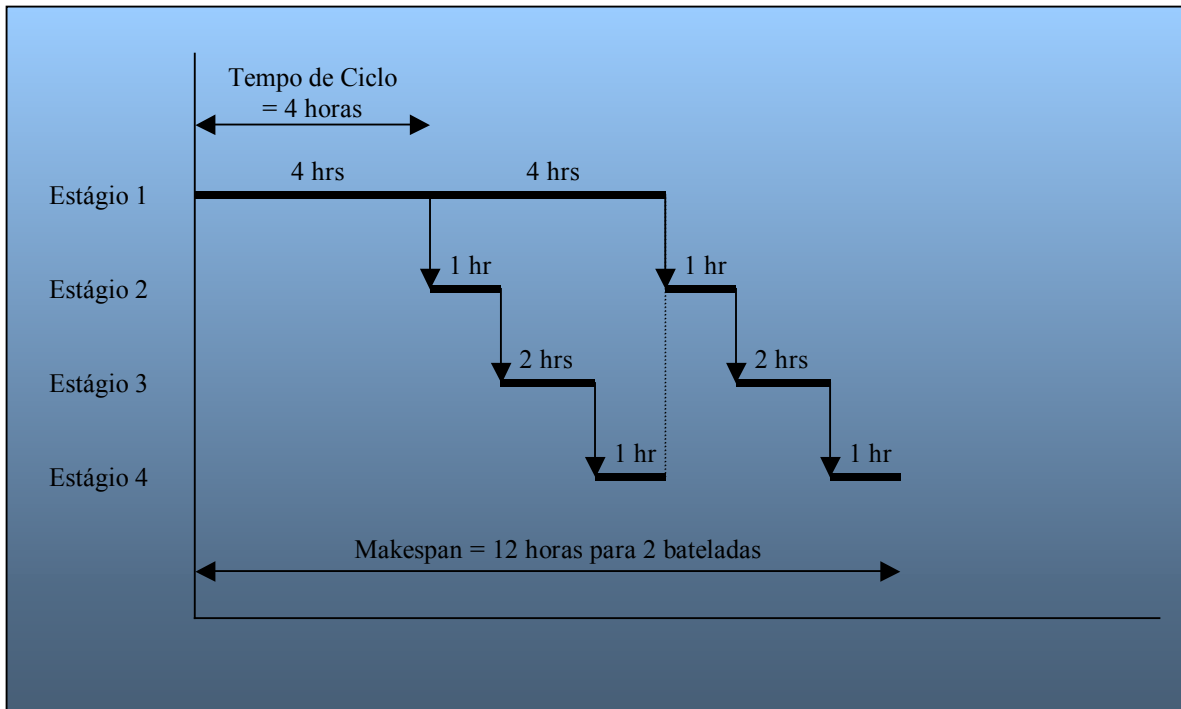 Tempo de Ciclo
= 4 horas
4 hrs
4 hrs
Estágio 1
1 hr
1 hr
Estágio 2
2 hrs
2 hrs
Estágio 3
1 hr
1 hr
Estágio 4
Makespan = 12 horas para 2 bateladas